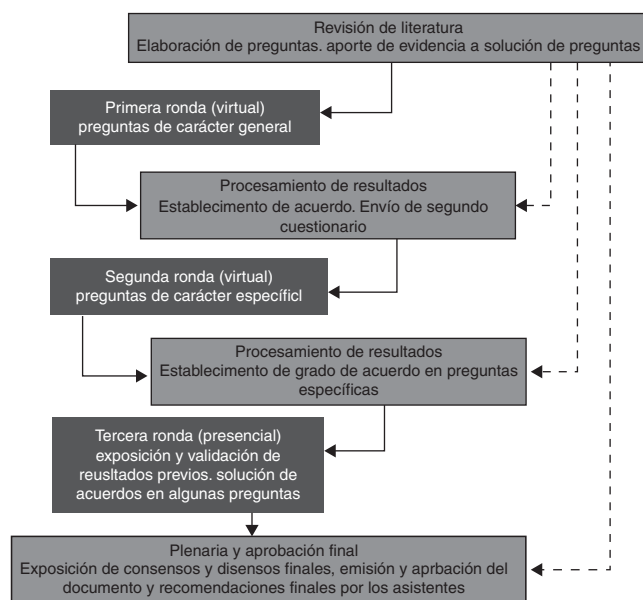 Revisión de literatura
Elaboración de preguntas. aporte de evidencia a solución de preguntas
Primera ronda (virtual)
preguntas de carácter general
Procesamiento de resultados
Establecimento de acuerdo. Envío de segundo
cuestionario
Segunda ronda (virtual)
preguntas de carácter específicl
Procesamiento de resultados
Establecimento de grado de acuerdo en preguntas
específicas
Tercera ronda (presencial)
exposición y validación de
reusltados previos. solución de
acuerdos en algunas preguntas
Plenaria y aprobación final
Exposición de consensos y disensos finales, emisión y aprbación del
documento y recomendaciones finales por los asistentes